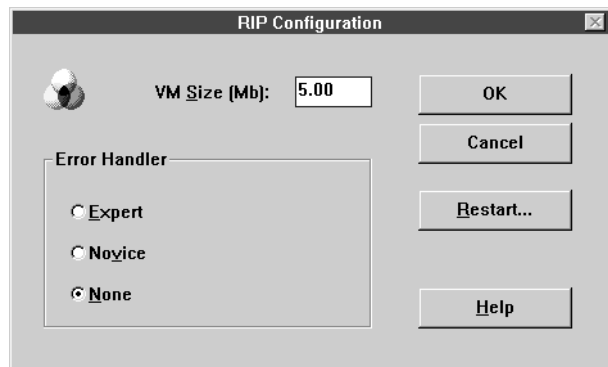 RIP Configuration
VM Size (Mb): 5.00
OK
Cancel
Error Handler
Expert
Novice
None
Restart...
Help